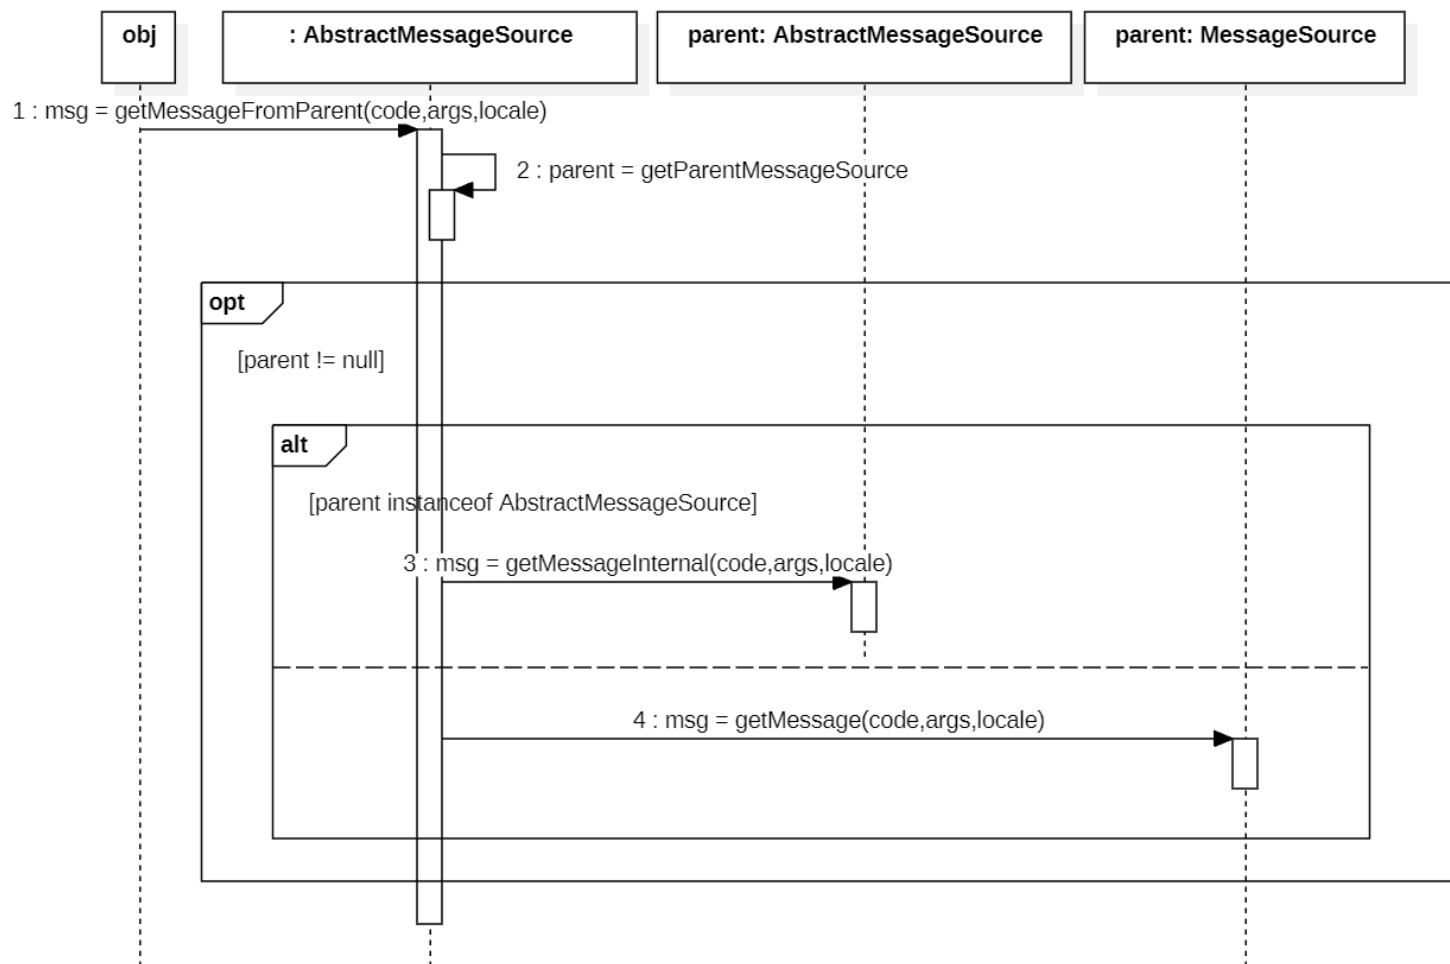 obj
: AbstractMessageSource
parent: AbstractMessageSource
parent: MessageSource
1 : msg = getMessageFromParent(code,args,locale)
2 : parent = getParentMessageSource
opt
[parent != null]
alt
[parent instanceof AbstractMessageSource]
3 : msg = getMessageInternal(code,args,locale)
4 : msg = getMessage(code,args,locale)